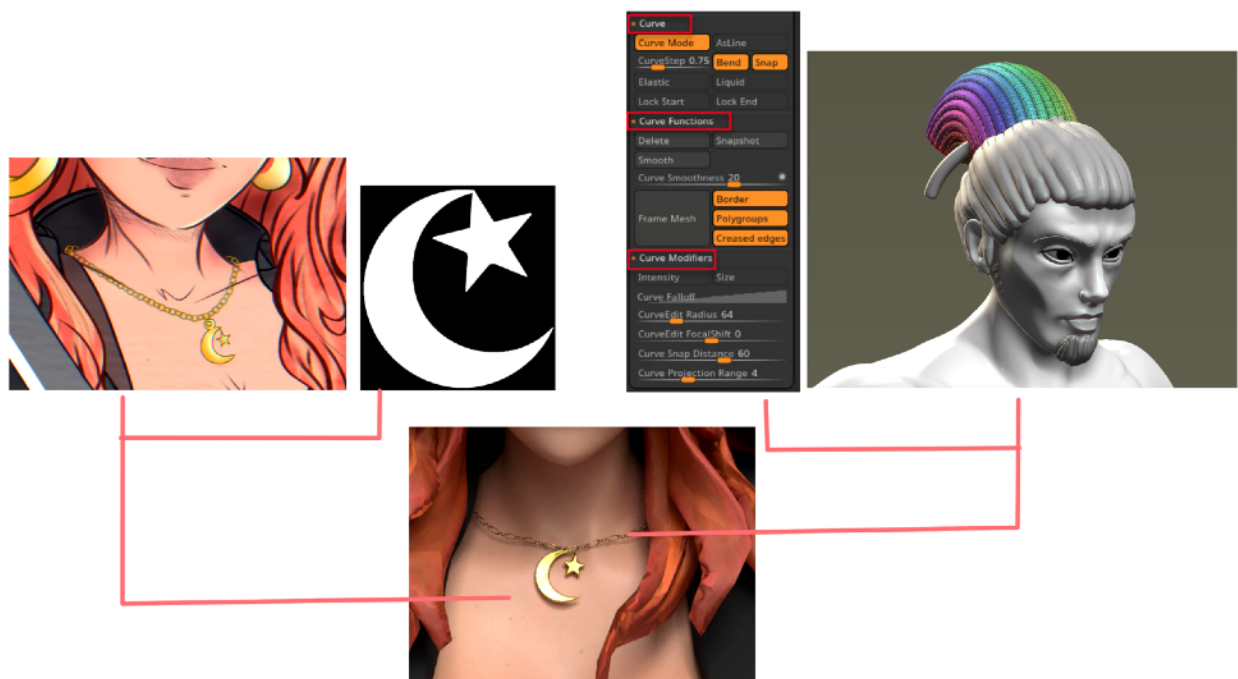 Curve
Curve Mode AsLine
CurveStep 0.75 Bend Snap
Elastic Liquid
Lock Start Lock End
Curve Functions
Delete Snapshot
Smooth
Curve Smoothness 20
Border
Frame Mesh Polygroups
Creased edges
Curve Modifiers
Intensity Size
Curve Falloff
CurveEdit Radius 64
CurveEdit FocalShift 0
Curve Snap Distance 60
Curve Projection Range 4